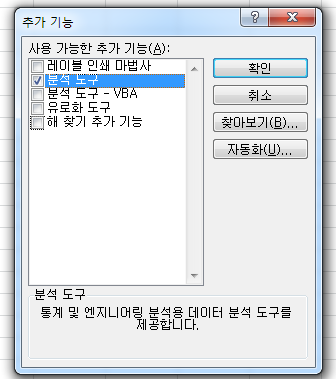 추가 기능
사용 가능한 추가 기능(A):
레이블 인쇄 마법사
분석 도구
분석 도구 - VBA
유로화 도구
해 찾기 추가 기능
확인
취소
찾아보기(B)...
자동화(U)...
분석 도구
통계 및 엔지니어링 분석용 데이터 분석 도구를
제공합니다.